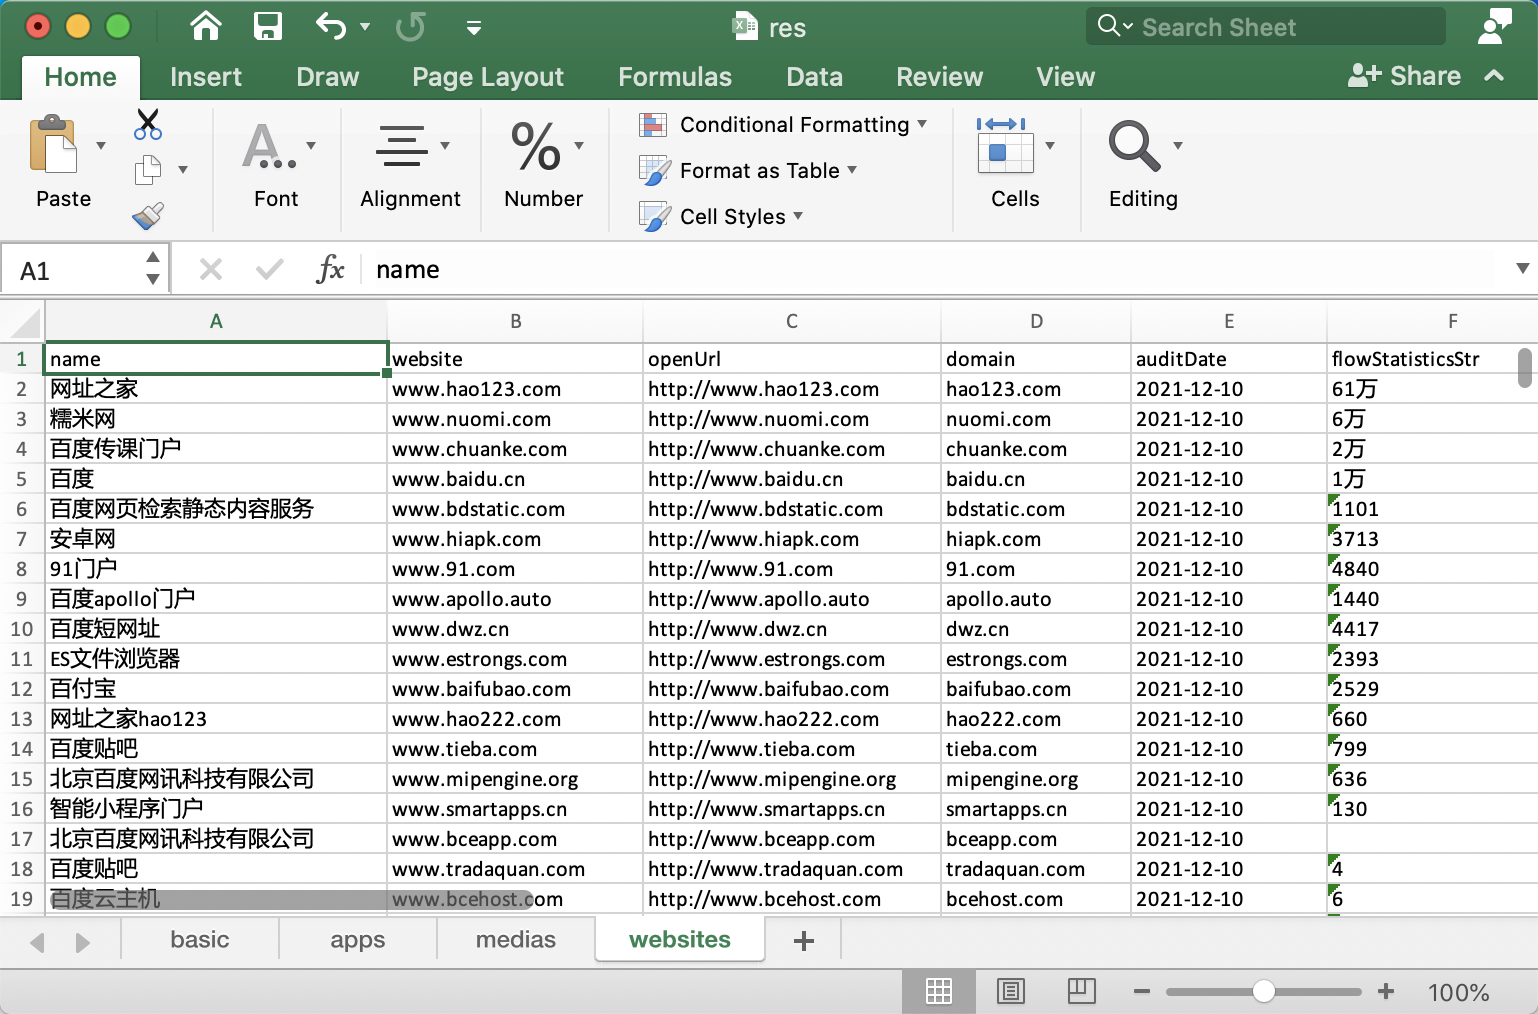 res
Search Sheet
Home Insert Draw Page Layout Formulas Data Review View Share
Paste Font Alignment Number Conditional Formatting Format as Table Cell Styles Cells Editing
A1 fx name
A B C D E F
1 name website openUrl domain auditDate flowStatisticsStr
2 网址之家 www.hao123.com http://www.hao123.com hao123.com 2021-12-10 61万
3 糯米网 www.nuomi.com http://www.nuomi.com nuomi.com 2021-12-10 6万
4 百度传课门户 www.chuanke.com http://www.chuanke.com chuanke.com 2021-12-10 2万
5 百度 www.baidu.cn http://www.baidu.cn baidu.cn 2021-12-10 1万
6 百度网页检索静态内容服务 www.bdstatic.com http://www.bdstatic.com bdstatic.com 2021-12-10 1101
7 安卓网 www.hiapk.com http://www.hiapk.com hiapk.com 2021-12-10 3713
8 91门户 www.91.com http://www.91.com 91.com 2021-12-10 4840
9 百度apollo门户 www.apollo.auto http://www.apollo.auto apollo.auto 2021-12-10 1440
10 百度短网址 www.dwz.cn http://www.dwz.cn dwz.cn 2021-12-10 4417
11 ES文件浏览器 www.estrongs.com http://www.estrongs.com estrongs.com 2021-12-10 2393
12 百付宝 www.baifubao.com http://www.baifubao.com baifubao.com 2021-12-10 2529
13 网址之家hao123 www.hao222.com http://www.hao222.com hao222.com 2021-12-10 660
14 百度贴吧 www.tieba.com http://www.tieba.com tieba.com 2021-12-10 799
15 北京百度网讯科技有限公司 www.mipengine.org http://www.mipengine.org mipengine.org 2021-12-10 636
16 智能小程序门户 www.smartapps.cn http://www.smartapps.cn smartapps.cn 2021-12-10 130
17 北京百度网讯科技有限公司 www.bceapp.com http://www.bceapp.com bceapp.com 2021-12-10
18 百度贴吧 www.tradaquan.com http://www.tradaquan.com tradaquan.com 2021-12-10 4
19 百度云主机 www.bcehost.com http://www.bcehost.com bcehost.com 2021-12-10 6
basic apps medias websites +
100%